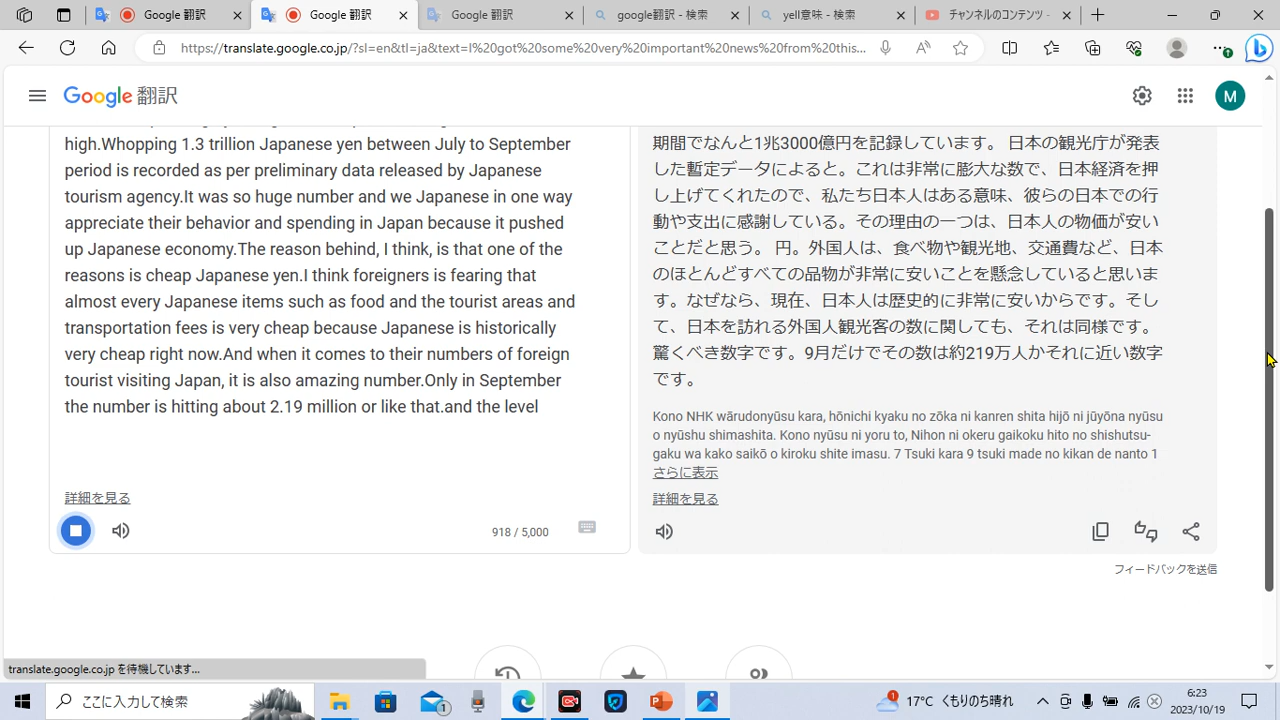 Google 翻訳
Google 翻訳
Google 翻訳
google翻訳 - 検索
yell意味 - 検索
チャンネルのコンテンツ -
https://translate.google.co.jp/?sl=en&tl=ja&text=I%20got%20some%20very%20important%20news%20from%20this...
Google 翻訳
M
high.Whopping 1.3 trillion Japanese yen between July to September
period is recorded as per preliminary data released by Japanese
tourism agency.It was so huge number and we Japanese in one way
appreciate their behavior and spending in Japan because it pushed
up Japanese economy.The reason behind, I think, is that one of the
reasons is cheap Japanese yen.I think foreigners is fearing that
almost every Japanese items such as food and the tourist areas and
transportation fees is very cheap because Japanese is historically
very cheap right now.And when it comes to their numbers of foreign
tourist visiting Japan, it is also amazing number.Only in September
the number is hitting about 2.19 million or like that.and the level
詳細を見る
918 / 5,000
期間でなんと1兆3000億円を記録しています。 日本の観光庁が発表
した暫定データによると。これは非常に膨大な数で、日本経済を押
し上げてくれたので、私たち日本人はある意味、彼らの日本での行
動や支出に感謝している。その理由の一つは、日本人の物価が安い
ことだと思う。 円。外国人は、食べ物や観光地、交通費など、日本
のほとんどすべての品物が非常に安いことを懸念していると思いま
す。なぜなら、現在、日本人は歴史的に非常に安いからです。そし
て、日本を訪れる外国人観光客の数に関しても、それは同様です。
驚くべき数字です。9月だけでその数は約219万人かそれに近い数字
です。
Kono NHK wārudonyūsu kara, hōnichi kyaku no zōka ni kanren shita hijō ni jūyōna nyūsu
o nyūshu shimashita. Kono nyūsu ni yoru to, Nihon ni okeru gaikoku hito no shishutsu-
gaku wa kako saikō o kiroku shite imasu. 7 Tsuki kara 9 tsuki made no kikan de nanto 1
さらに表示
詳細を見る
フィードバックを送信
translate.google.co.jp を待機しています...
ここに入力して検索
17°C くもりのち晴れ
6:23
2023/10/19